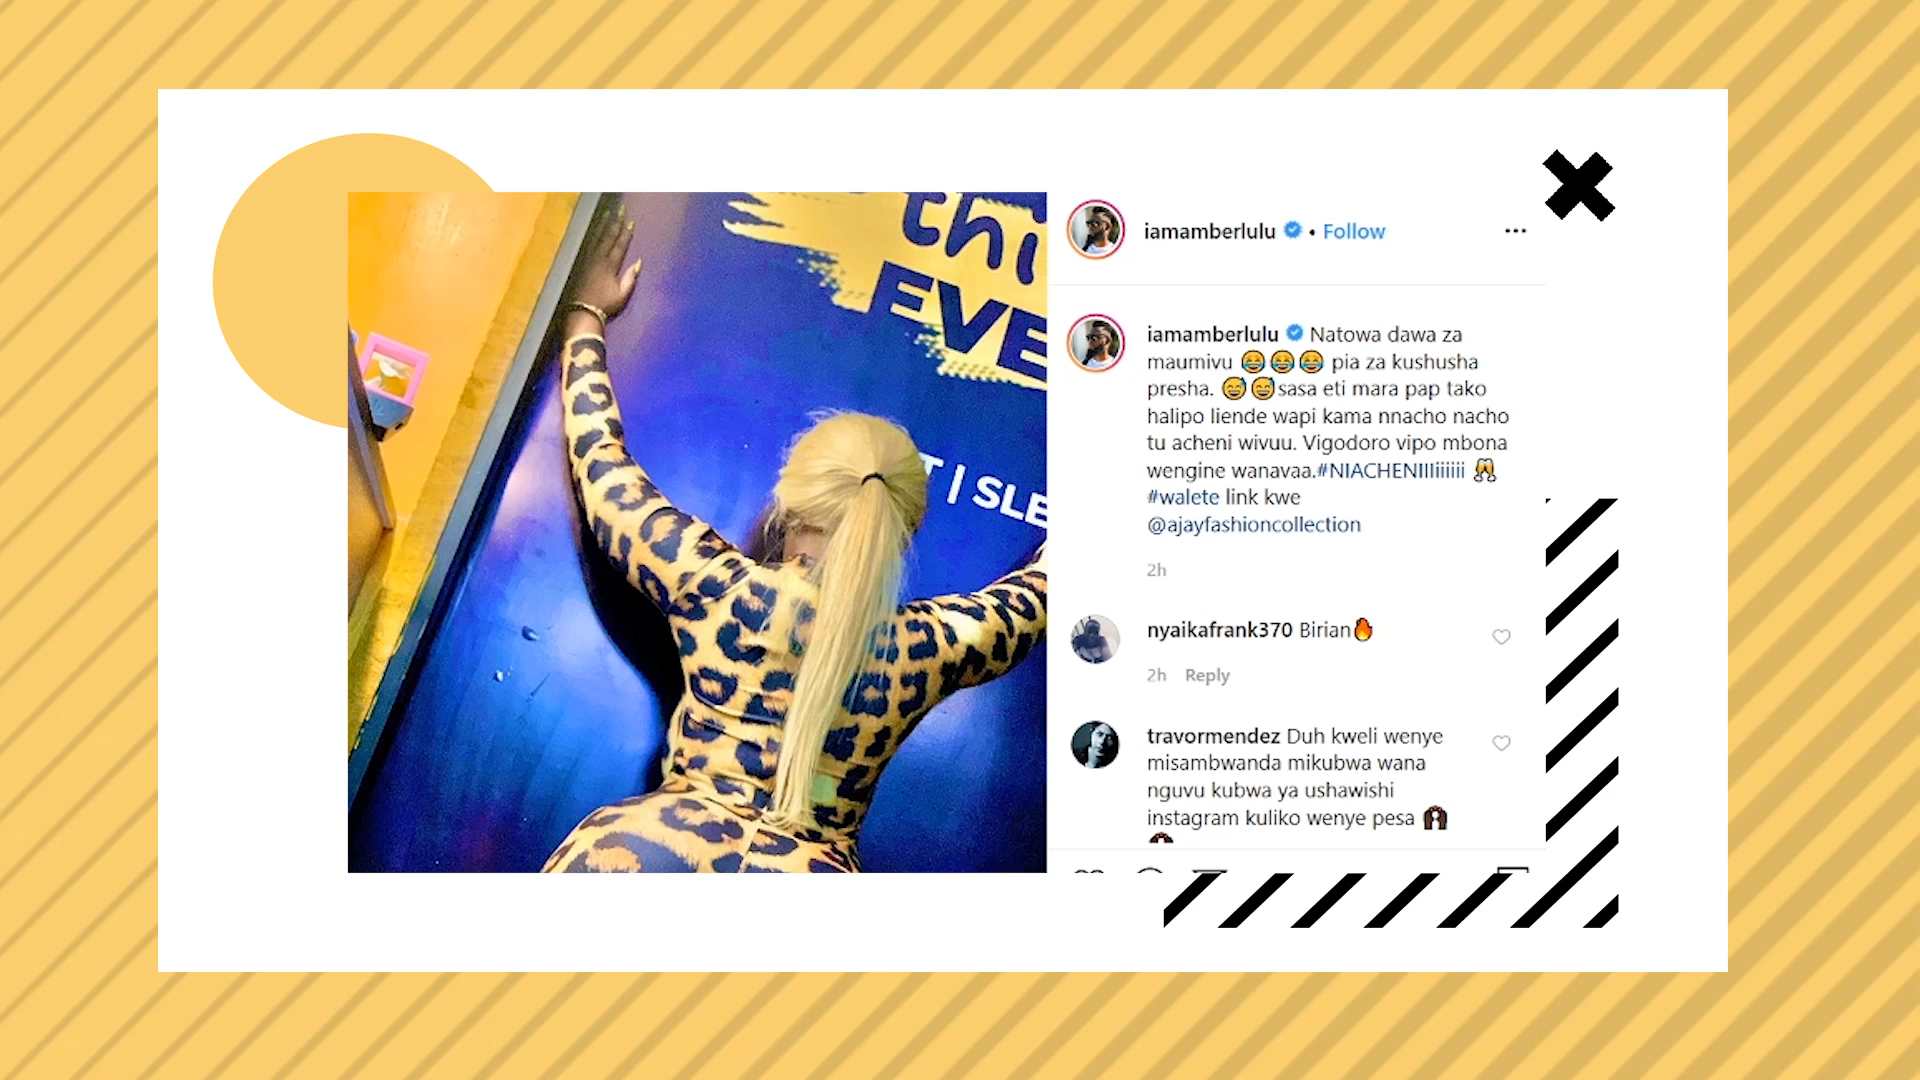 thi
EVE
T I SLE
iamamberlulu • Follow
iamamberlulu Natowa dawa za
maumivu 😂😂😂 pia za kushusha
presha. 😅😅sasa eti mara pap tako
halipo liende wapi kama nnacho nacho
tu acheni wivuu. Vigodoro vipo mbona
wengine wanavaa.#NIACHENIIIiiiiii 🥂
#walete link kwe
@ajayfashioncollection
2h
nyaikafrank370 Birian🔥
2h Reply
travormendez Duh kweli wenye
misambwanda mikubwa wana
nguvu kubwa ya ushawishi
instagram kuliko wenye pesa